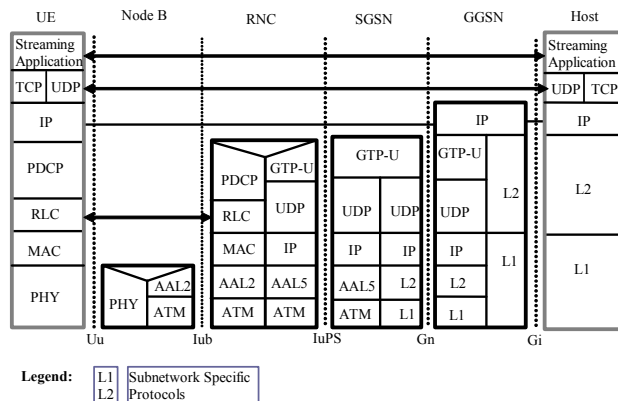 UE Node B RNC SGSN GGSN Host
Streaming Application
TCP UDP
IP
PDCP
RLC
MAC
PHY
PHY AAL2
ATM
PDCP GTP-U
RLC UDP
MAC IP
AAL2 AAL5
ATM ATM
GTP-U
UDP UDP
IP IP
AAL5 L2
ATM L1
IP
GTP-U L2
UDP
IP L1
L2
L1
Streaming Application
UDP TCP
IP
L2
L1
Uu Iub IuPS Gn Gi
Legend: L1 Subnetwork Specific
L2 Protocols